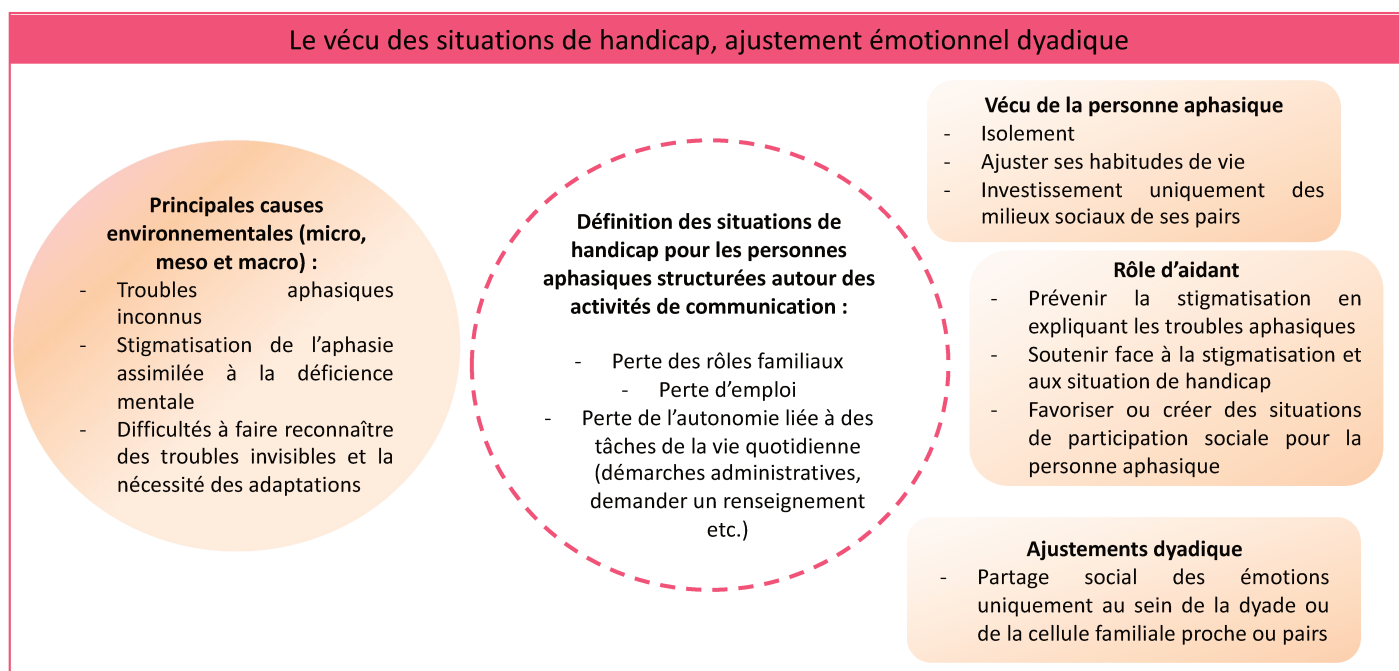 Le vécu des situations de handicap, ajustement émotionnel dyadique
Principales causes
environnementales (micro,
meso et macro) :
- Troubles aphasiques
inconnus
- Stigmatisation de l'aphasie
assimilée à la déficience
mentale
- Difficultés à faire reconnaître
des troubles invisibles et la
nécessité des adaptations
Définition des situations de
handicap pour les personnes
aphasiques structurées autour des
activités de communication :
- Perte des rôles familiaux
- Perte d'emploi
- Perte de l'autonomie liée à des
tâches de la vie quotidienne
(démarches administratives,
demander un renseignement
etc.)
Vécu de la personne aphasique
- Isolement
- Ajuster ses habitudes de vie
- Investissement uniquement des
milieux sociaux de ses pairs
Rôle d'aidant
- Prévenir la stigmatisation en
expliquant les troubles aphasiques
- Soutenir face à la stigmatisation et
aux situation de handicap
- Favoriser ou créer des situations
de participation sociale pour la
personne aphasique
Ajustements dyadique
- Partage social des émotions
uniquement au sein de la dyade ou
de la cellule familiale proche ou pairs